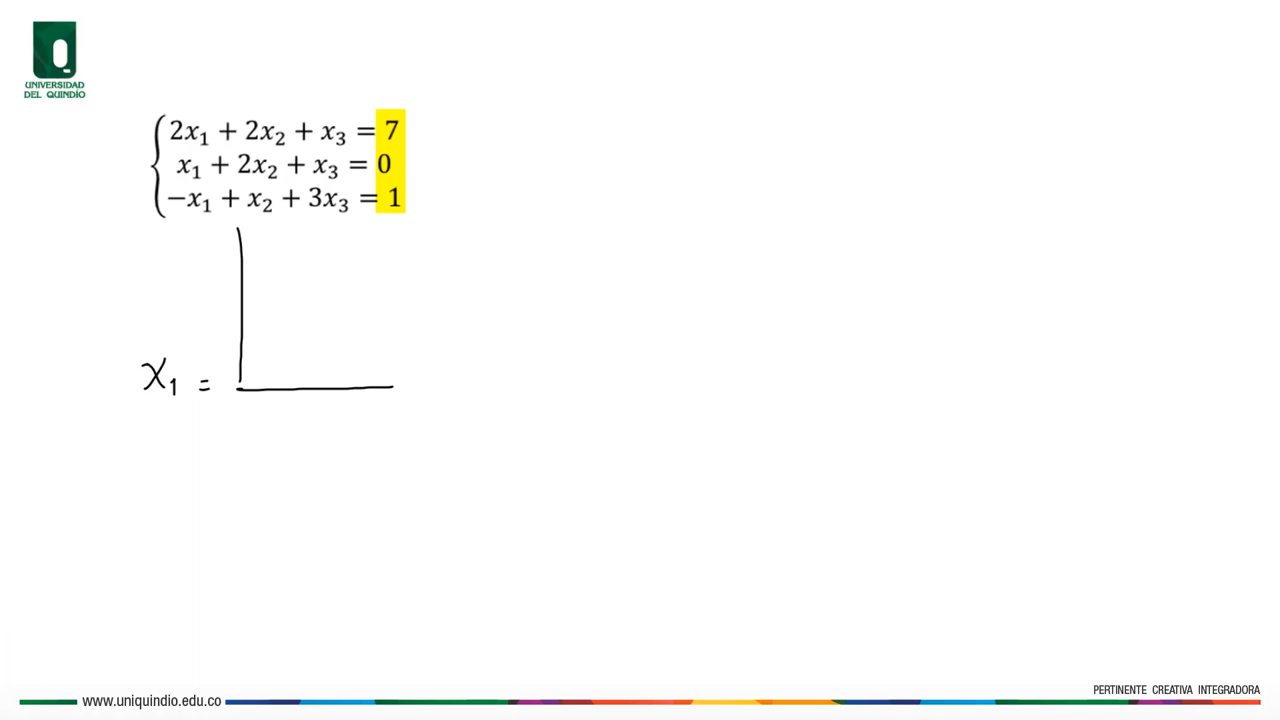 UNIVERSIDAD
DEL QUINDÍO
2x₁ + 2x₂ + x₃ = 7
x₁ + 2x₂ + x₃ = 0
−x₁ + x₂ + 3x₃ = 1
x₁ =
PERTINENTE CREATIVA INTEGRADORA
www.uniquindio.edu.co